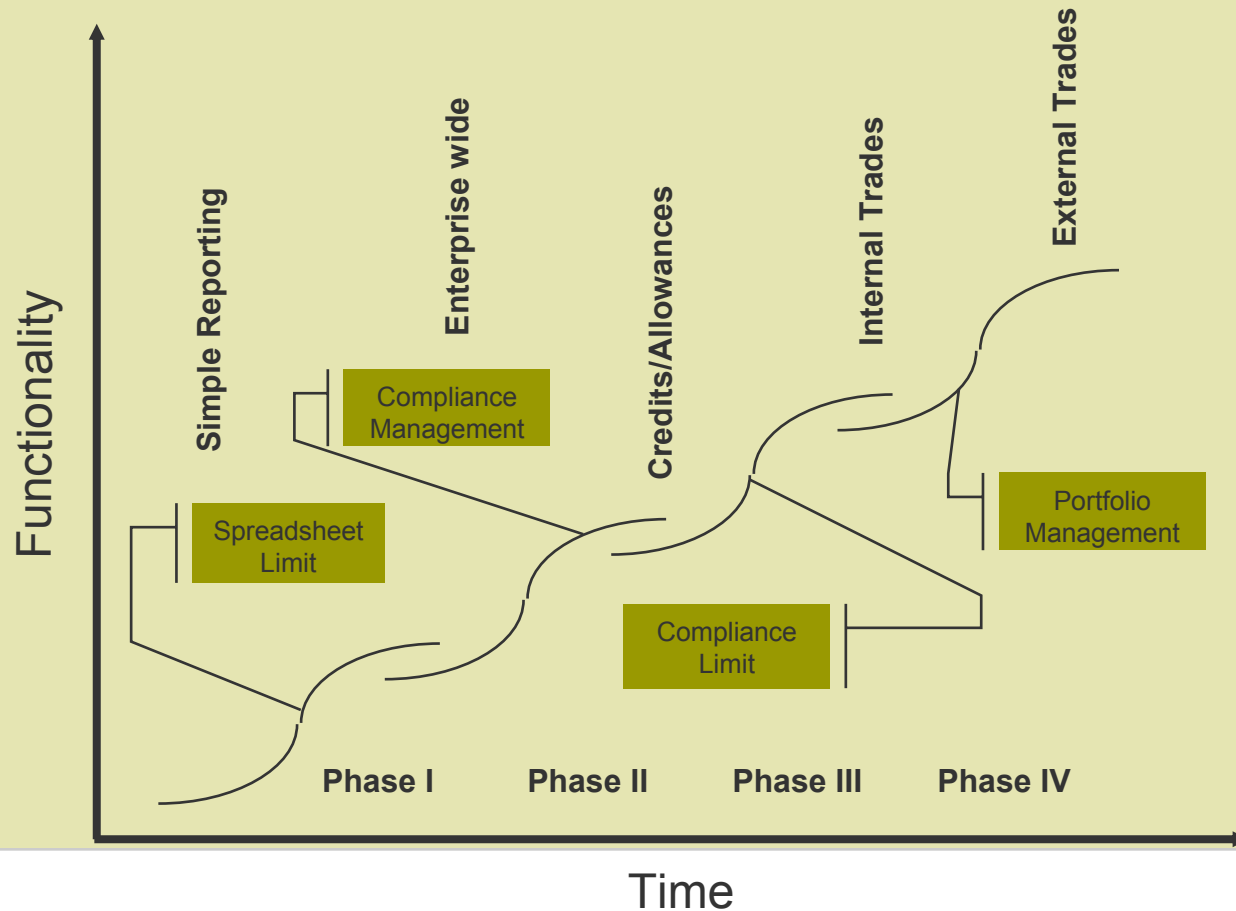 Functionality
Simple Reporting
Enterprise wide
Credits/Allowances
Internal Trades
External Trades
Compliance
Management
Spreadsheet
Limit
Portfolio
Management
Compliance
Limit
Phase I
Phase II
Phase III
Phase IV
Time